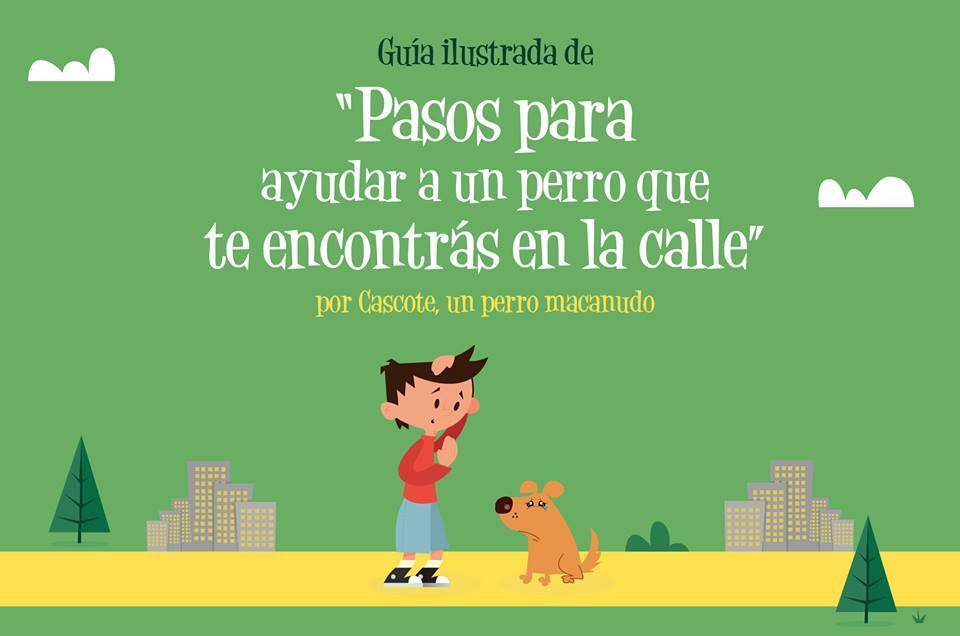 Guía ilustrada de
"Pasos para
ayudar a un perro que
te encontrás en la calle"
por Cascote, un perro macanudo